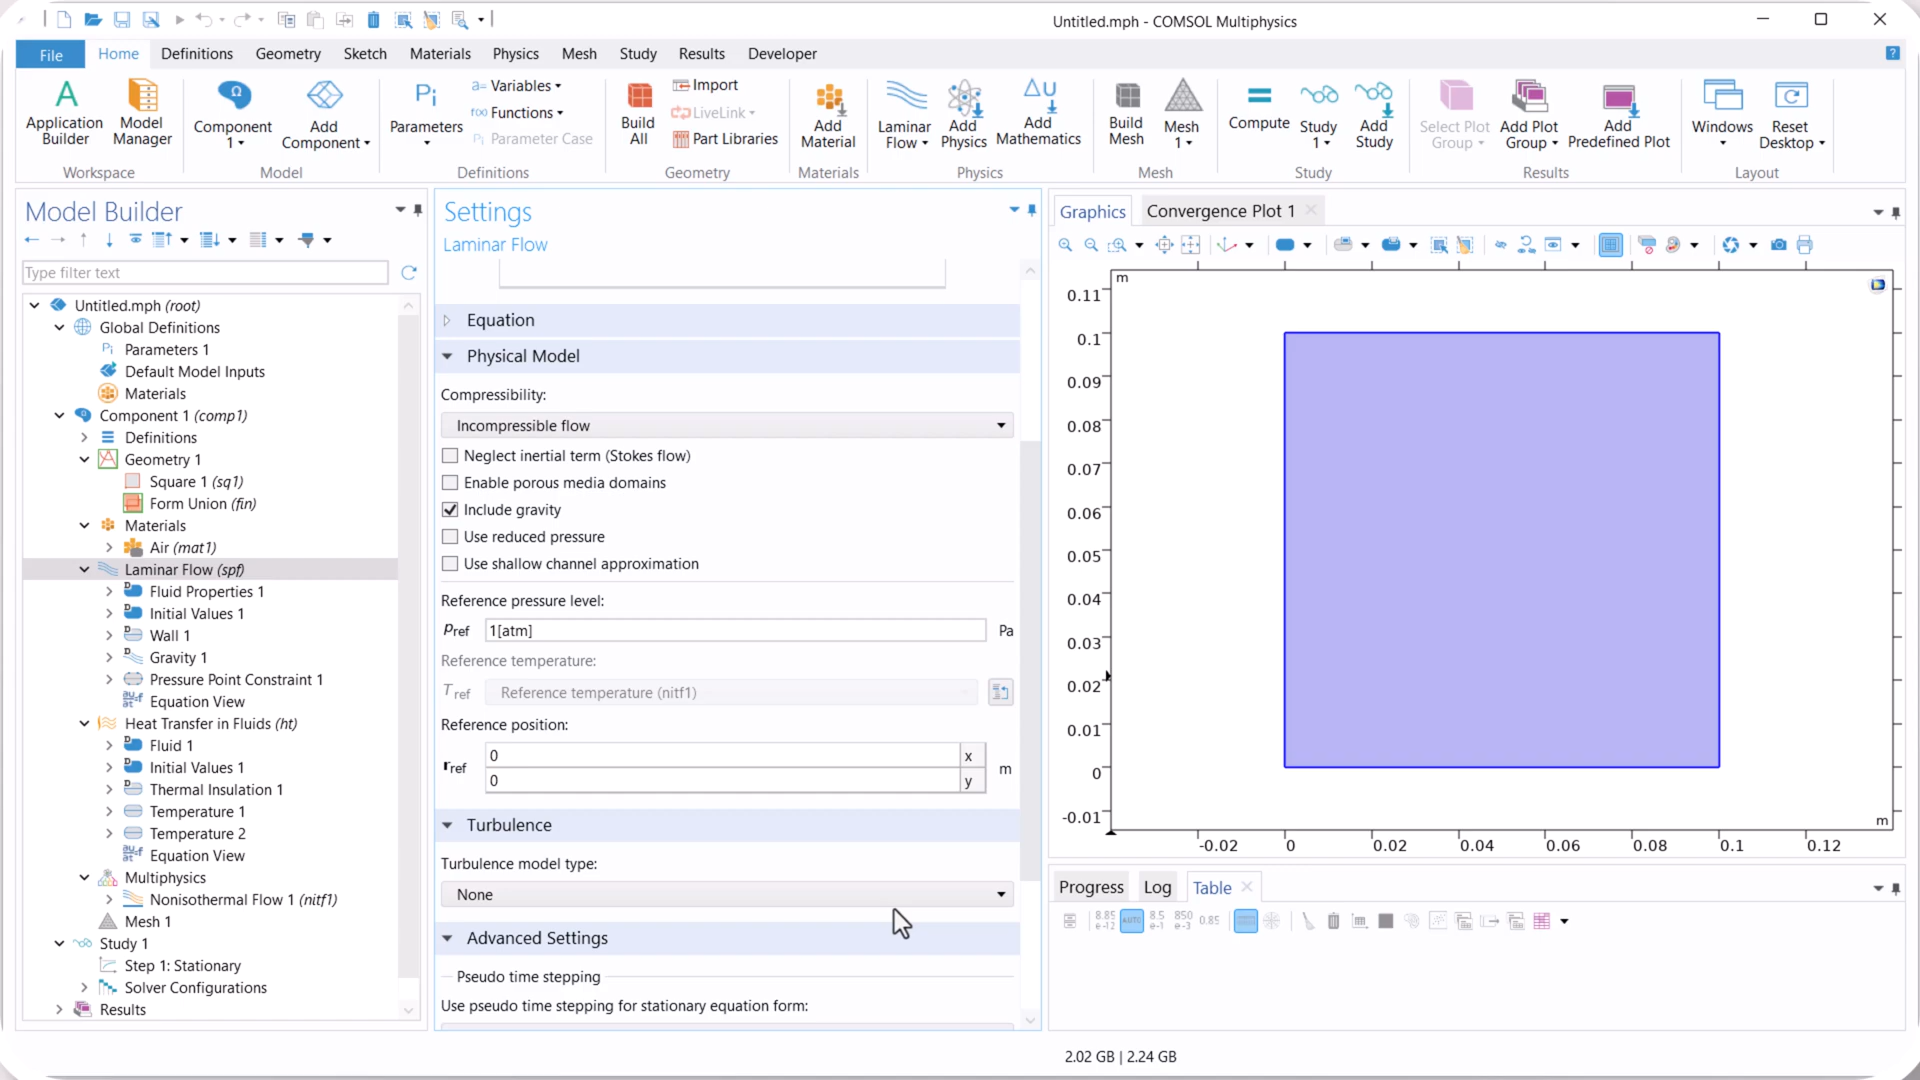 Untitled.mph - COMSOL Multiphysics
File Home Definitions Geometry Sketch Materials Physics Mesh Study Results Developer
Application Builder
Model Manager
Workspace
Component 1
Add Component
Model
Parameters
a= Variables
f(x) Functions
Pi Parameter Case
Definitions
Build All
Import
LiveLink
Part Libraries
Geometry
Add Material
Materials
Laminar Flow
Add Physics
Add Mathematics
Physics
Build Mesh
Mesh 1
Mesh
Compute
Study 1
Add Study
Study
Select Plot Group
Add Plot Group
Add Predefined Plot
Results
Windows
Reset Desktop
Layout
Model Builder
Type filter text
Untitled.mph (root)
Global Definitions
Pi Parameters 1
Default Model Inputs
Materials
Component 1 (comp1)
Definitions
Geometry 1
Square 1 (sq1)
Form Union (fin)
Materials
Air (mat1)
Laminar Flow (spf)
Fluid Properties 1
Initial Values 1
Wall 1
Gravity 1
Pressure Point Constraint 1
Equation View
Heat Transfer in Fluids (ht)
Fluid 1
Initial Values 1
Thermal Insulation 1
Temperature 1
Temperature 2
Equation View
Multiphysics
Nonisothermal Flow 1 (nitf1)
Mesh 1
Study 1
Step 1: Stationary
Solver Configurations
Results
Settings
Laminar Flow
Equation
Physical Model
Compressibility:
Incompressible flow
Neglect inertial term (Stokes flow)
Enable porous media domains
Include gravity
Use reduced pressure
Use shallow channel approximation
Reference pressure level:
pref 1[atm] Pa
Reference temperature:
Tref Reference temperature (nitf1)
Reference position:
0 x
rref m
0 y
Turbulence
Turbulence model type:
None
Advanced Settings
Pseudo time stepping
Use pseudo time stepping for stationary equation form:
Graphics Convergence Plot 1
m
0.11
0.1
0.09
0.08
0.07
0.06
0.05
0.04
0.03
0.02
0.01
0
-0.01
m
-0.02 0 0.02 0.04 0.06 0.08 0.1 0.12
Progress Log Table
8.85 e-12 AUTO 8.5 e-1 850 e-3 0.85
2.02 GB | 2.24 GB